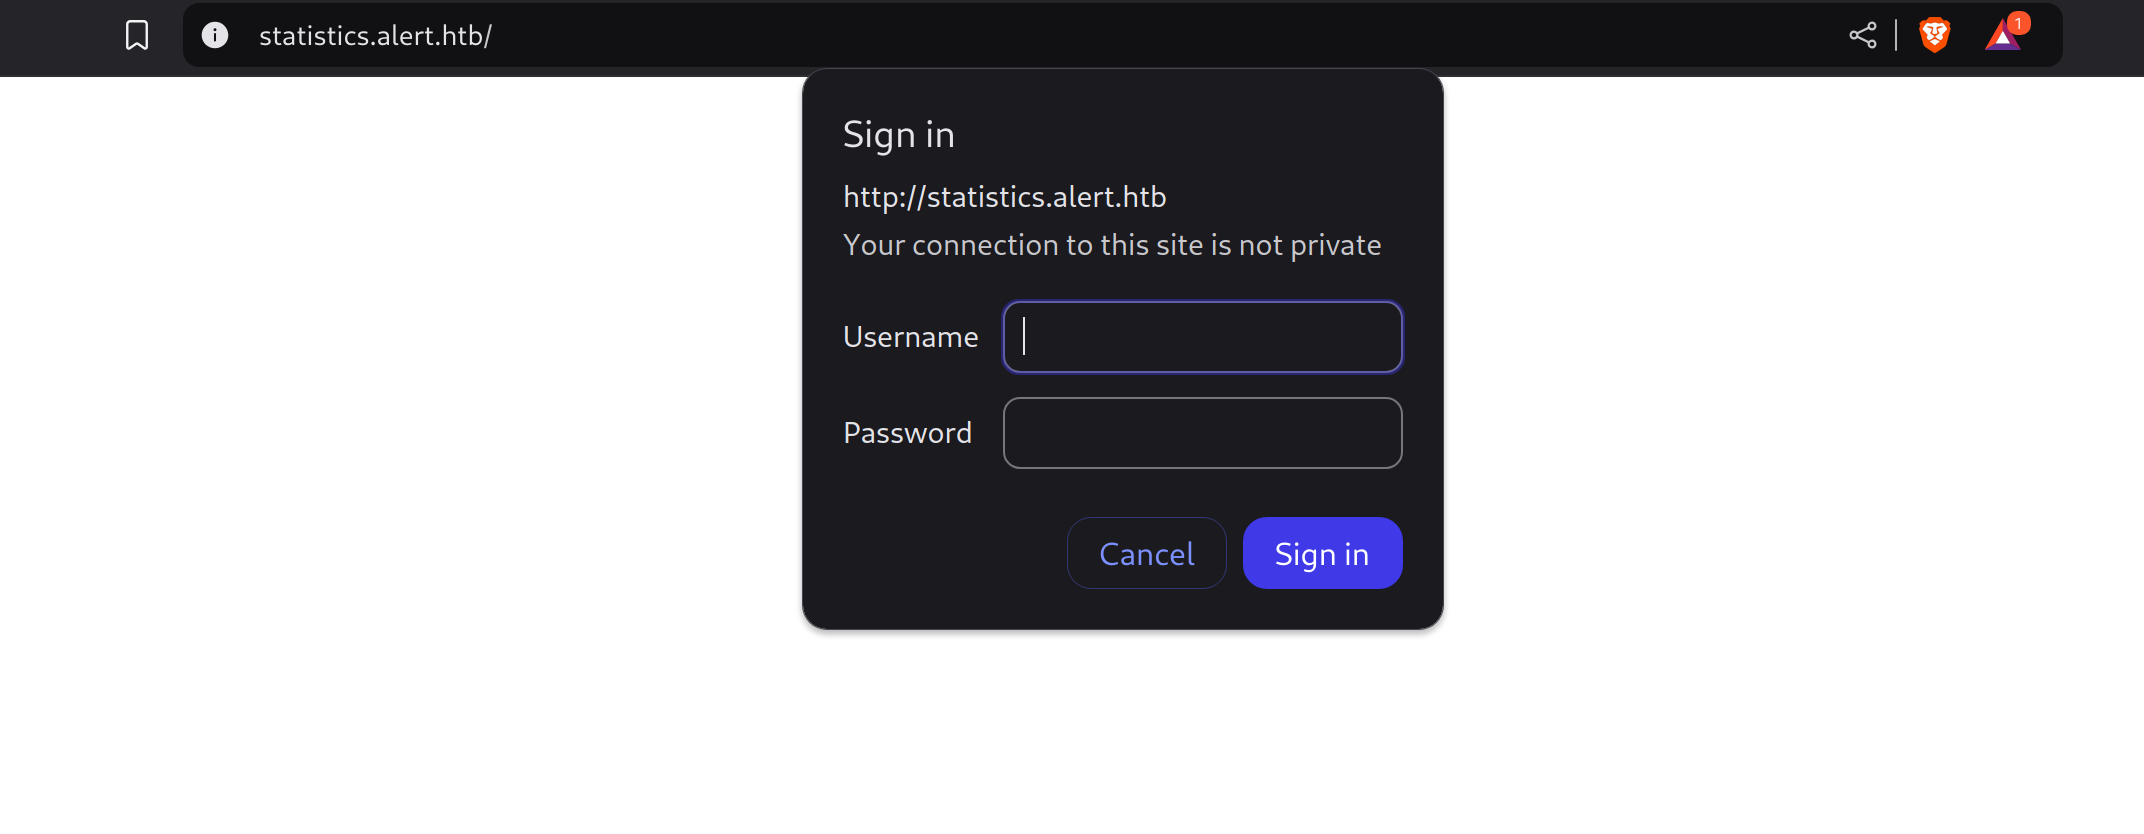 statistics.alert.htb/
1
Sign in
http://statistics.alert.htb
Your connection to this site is not private
Username
Password
Cancel
Sign in